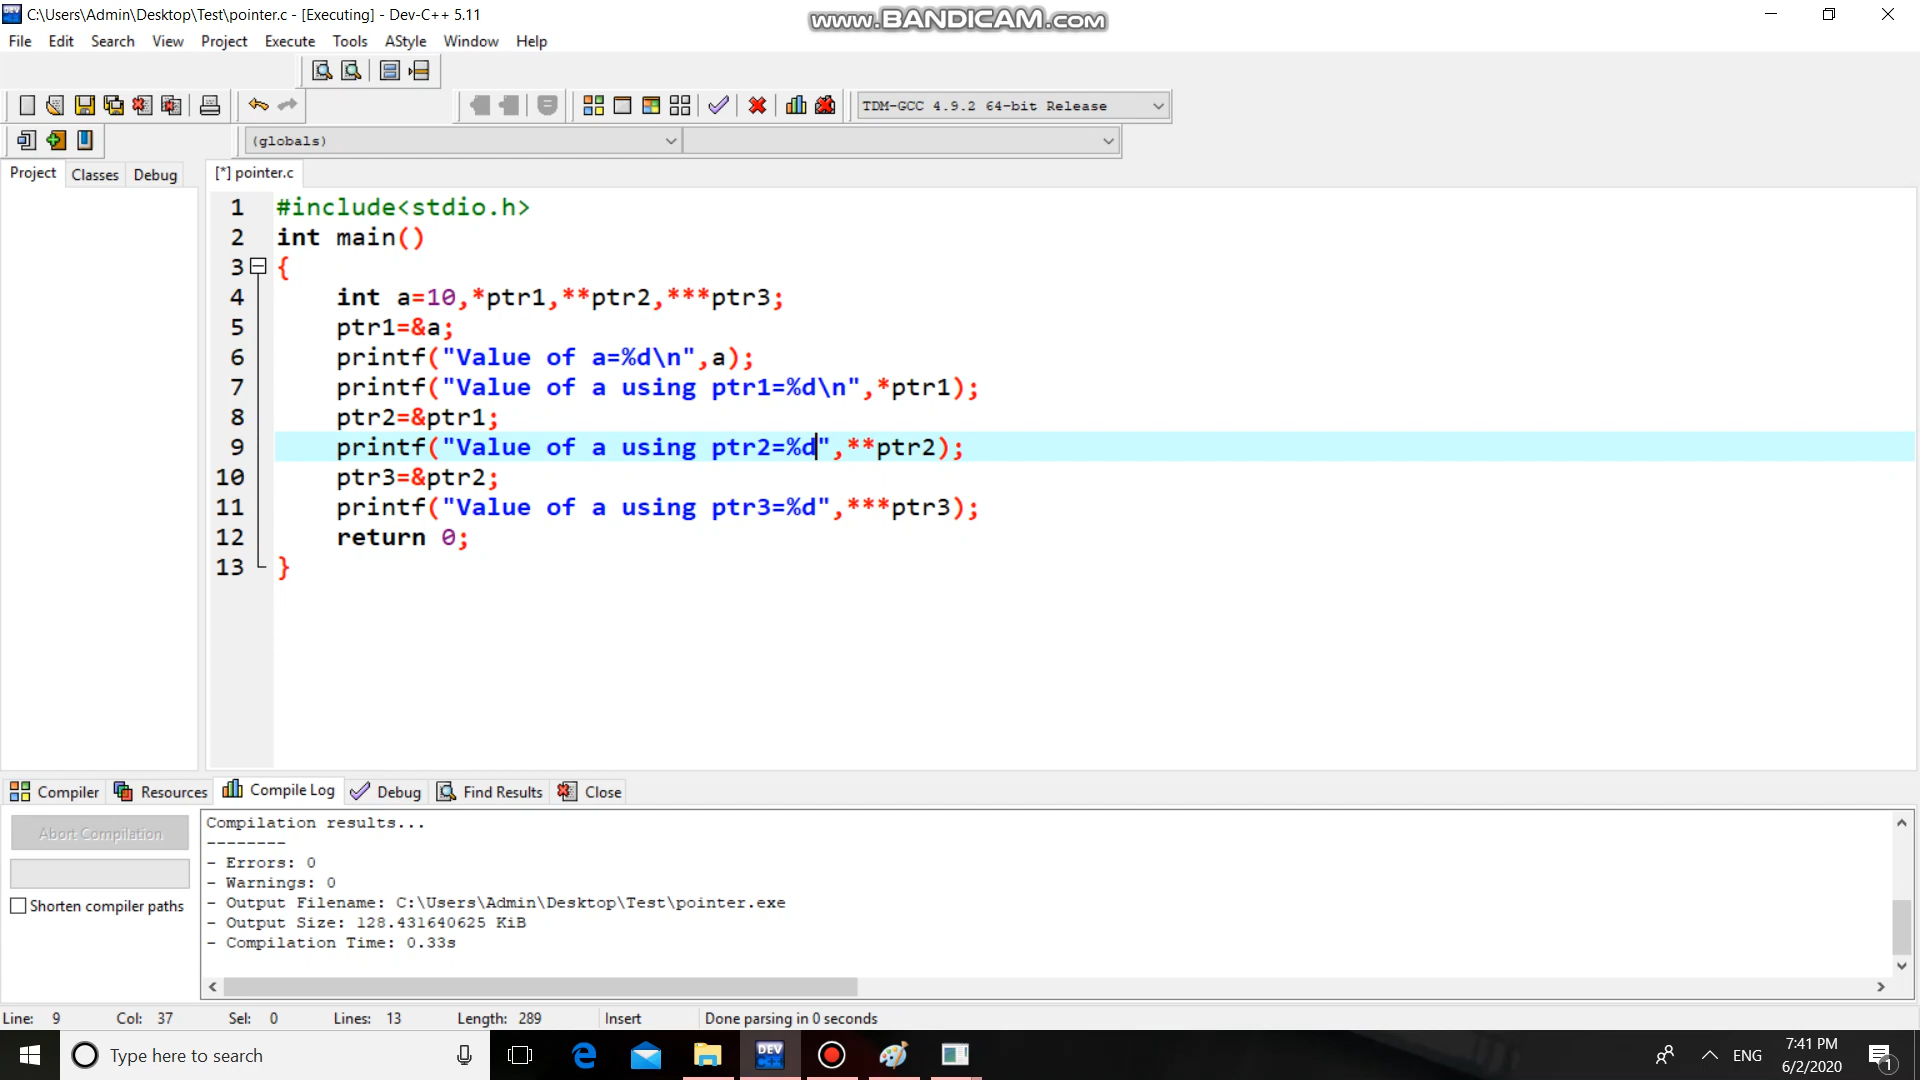 C:\Users\Admin\Desktop\Test\pointer.c - [Executing] - Dev-C++ 5.11
www.BANDICAM.com
File Edit Search View Project Execute Tools AStyle Window Help
TDM-GCC 4.9.2 64-bit Release
(globals)
Project Classes Debug
[*] pointer.c
1 #include<stdio.h>
2 int main()
3 {
4 int a=10,*ptr1,**ptr2,***ptr3;
5 ptr1=&a;
6 printf("Value of a=%d\n",a);
7 printf("Value of a using ptr1=%d\n",*ptr1);
8 ptr2=&ptr1;
9 printf("Value of a using ptr2=%d",**ptr2);
10 ptr3=&ptr2;
11 printf("Value of a using ptr3=%d",***ptr3);
12 return 0;
13 }
Compiler Resources Compile Log Debug Find Results Close
Abort Compilation
Shorten compiler paths
Compilation results...
--------
- Errors: 0
- Warnings: 0
- Output Filename: C:\Users\Admin\Desktop\Test\pointer.exe
- Output Size: 128.431640625 KiB
- Compilation Time: 0.33s
Line: 9 Col: 37 Sel: 0 Lines: 13 Length: 289 Insert Done parsing in 0 seconds
Type here to search
DEV
ENG
7:41 PM
6/2/2020
1